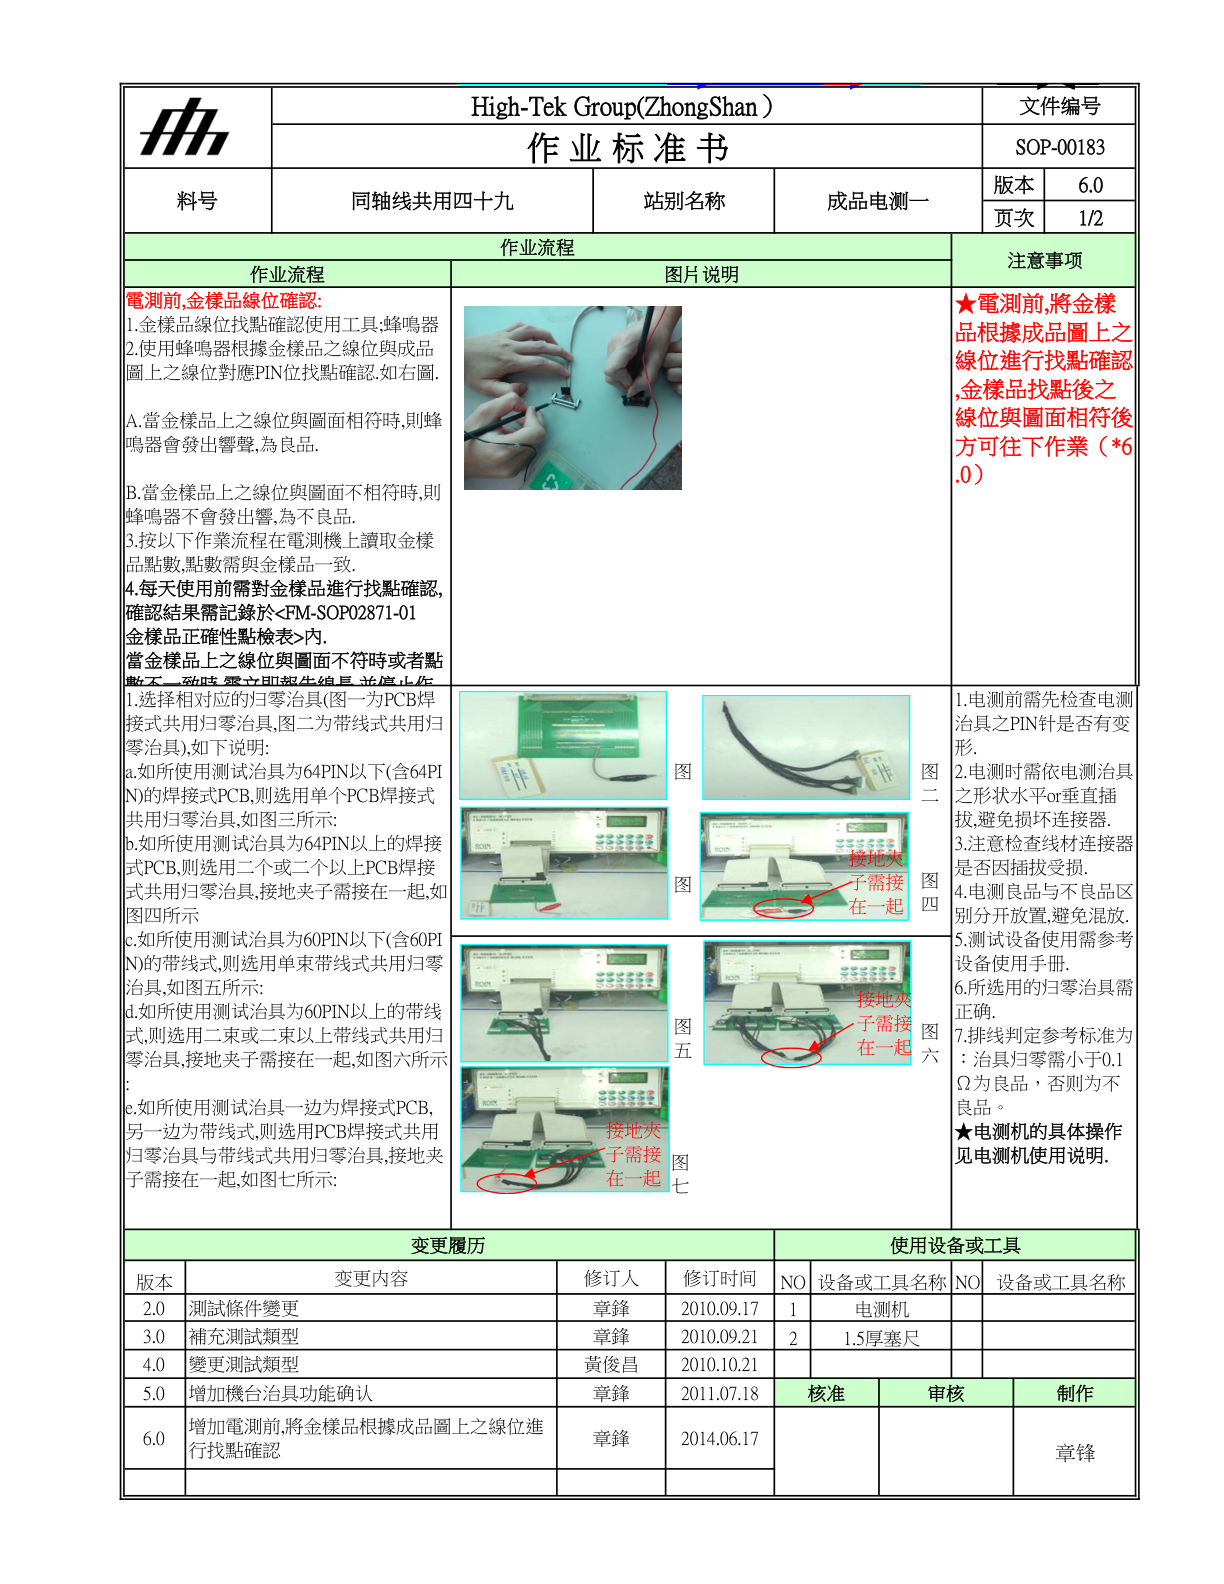 High-Tek Group(ZhongShan）
文件编号
作业标准书
SOP-00183
料号
同轴线共用四十九
站别名称
成品电测一
版本
6.0
页次
1/2
作业流程
注意事项
作业流程
图片说明
電測前,金樣品線位確認:
1.金樣品線位找點確認使用工具;蜂鳴器
2.使用蜂鳴器根據金樣品之線位與成品
圖上之線位對應PIN位找點確認.如右圖.
A.當金樣品上之線位與圖面相符時,則蜂
鳴器會發出響聲,為良品.
B.當金樣品上之線位與圖面不相符時,則
蜂鳴器不會發出響,為不良品.
3.按以下作業流程在電測機上讀取金樣
品點數,點數需與金樣品一致.
4.每天使用前需對金樣品進行找點確認,
確認結果需記錄於<FM-SOP02871-01
金樣品正確性點檢表>內.
當金樣品上之線位與圖面不符時或者點
數不一致時,需立即報告線長,並停止作
★電測前,將金樣
品根據成品圖上之
線位進行找點確認
,金樣品找點後之
線位與圖面相符後
方可往下作業（*6
.0）
1.选择相对应的归零治具(图一为PCB焊
接式共用归零治具,图二为带线式共用归
零治具),如下说明:
a.如所使用测试治具为64PIN以下(含64PI
N)的焊接式PCB,则选用单个PCB焊接式
共用归零治具,如图三所示:
b.如所使用测试治具为64PIN以上的焊接
式PCB,则选用二个或二个以上PCB焊接
式共用归零治具,接地夹子需接在一起,如
图四所示
c.如所使用测试治具为60PIN以下(含60PI
N)的带线式,则选用单束带线式共用归零
治具,如图五所示:
d.如所使用测试治具为60PIN以上的带线
式,则选用二束或二束以上带线式共用归
零治具,接地夹子需接在一起,如图六所示
:
e.如所使用测试治具一边为焊接式PCB,
另一边为带线式,则选用PCB焊接式共用
归零治具与带线式共用归零治具,接地夹
子需接在一起,如图七所示:
图
图
二
图
接地夾
子需接
在一起
图
四
图
五
接地夾
子需接
在一起
图
六
接地夾
子需接
在一起
图
七
1.电测前需先检查电测
治具之PIN针是否有变
形.
2.电测时需依电测治具
之形状水平or垂直插
拔,避免损坏连接器.
3.注意检查线材连接器
是否因插拔受损.
4.电测良品与不良品区
别分开放置,避免混放.
5.测试设备使用需参考
设备使用手册.
6.所选用的归零治具需
正确.
7.排线判定参考标准为
：治具归零需小于0.1
Ω为良品，否则为不
良品。
★电测机的具体操作
见电测机使用说明.
变更履历
使用设备或工具
版本
变更内容
修订人
修订时间
NO
设备或工具名称
NO
设备或工具名称
2.0
測試條件變更
章鋒
2010.09.17
1
电测机
3.0
補充測試類型
章鋒
2010.09.21
2
1.5厚塞尺
4.0
變更測試類型
黃俊昌
2010.10.21
5.0
增加機台治具功能确认
章鋒
2011.07.18
核准
审核
制作
6.0
增加電測前,將金樣品根據成品圖上之線位進
行找點確認
章鋒
2014.06.17
章锋